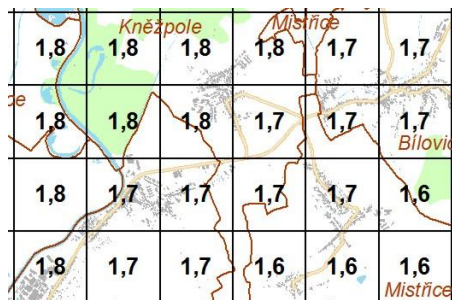 Kněžpole Mistřice
1,8 1,8 1,8 1,8 1,7 1,7
ce
1,8 1,8 1,8 1,7 1,7 1,7
Bílovic
1,8 1,7 1,7 1,7 1,7 1,6
1,8 1,7 1,7 1,6 1,6 1,6
Mistřice